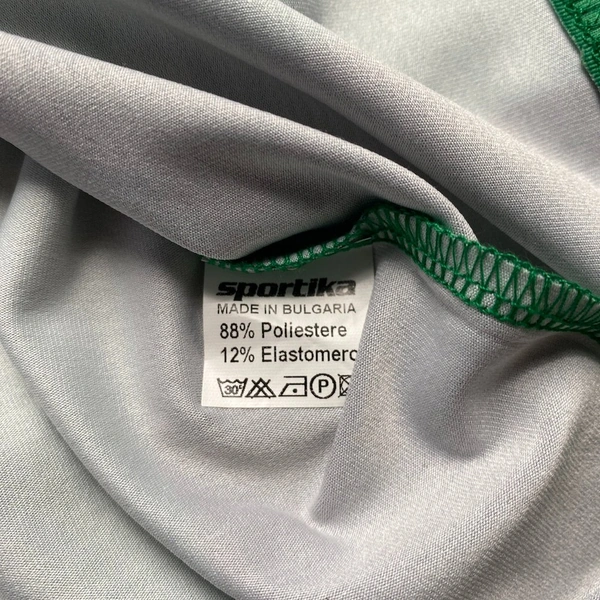 sportika
MADE IN BULGARIA
88% Poliestere
12% Elastomero
30°
P